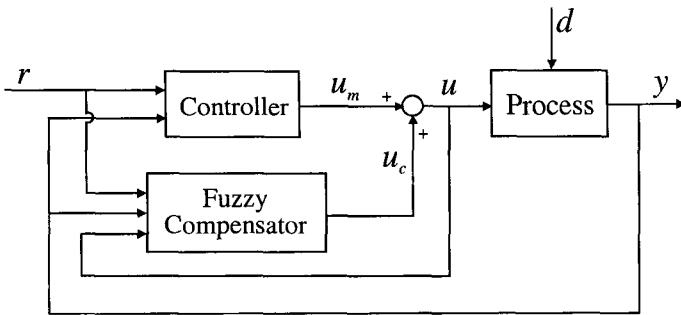 d
r
u_m
u
y
Controller
+
Process
+
u_c
Fuzzy
Compensator